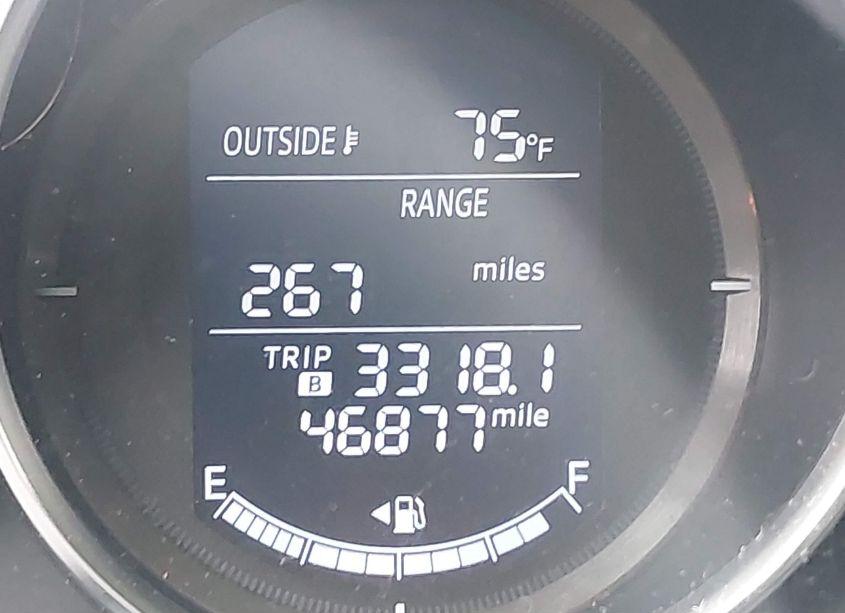 OUTSIDE 75°F
RANGE
267 miles
TRIP B 3318.1
46877 mile
E F